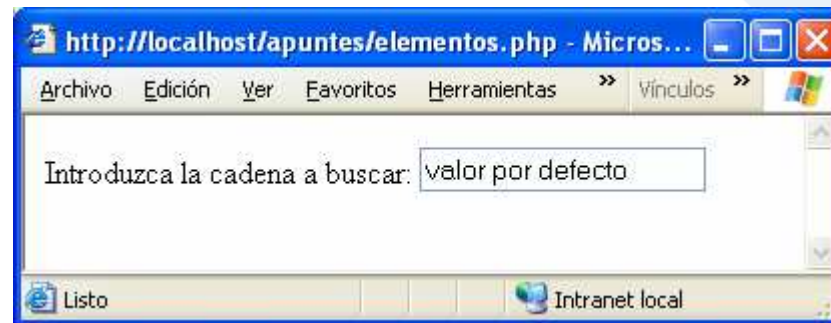 http://localhost/apuntes/elementos.php - Micros...
Archivo Edición Ver Favoritos Herramientas » Vínculos »
Introduzca la cadena a buscar: valor por defecto
Listo Intranet local